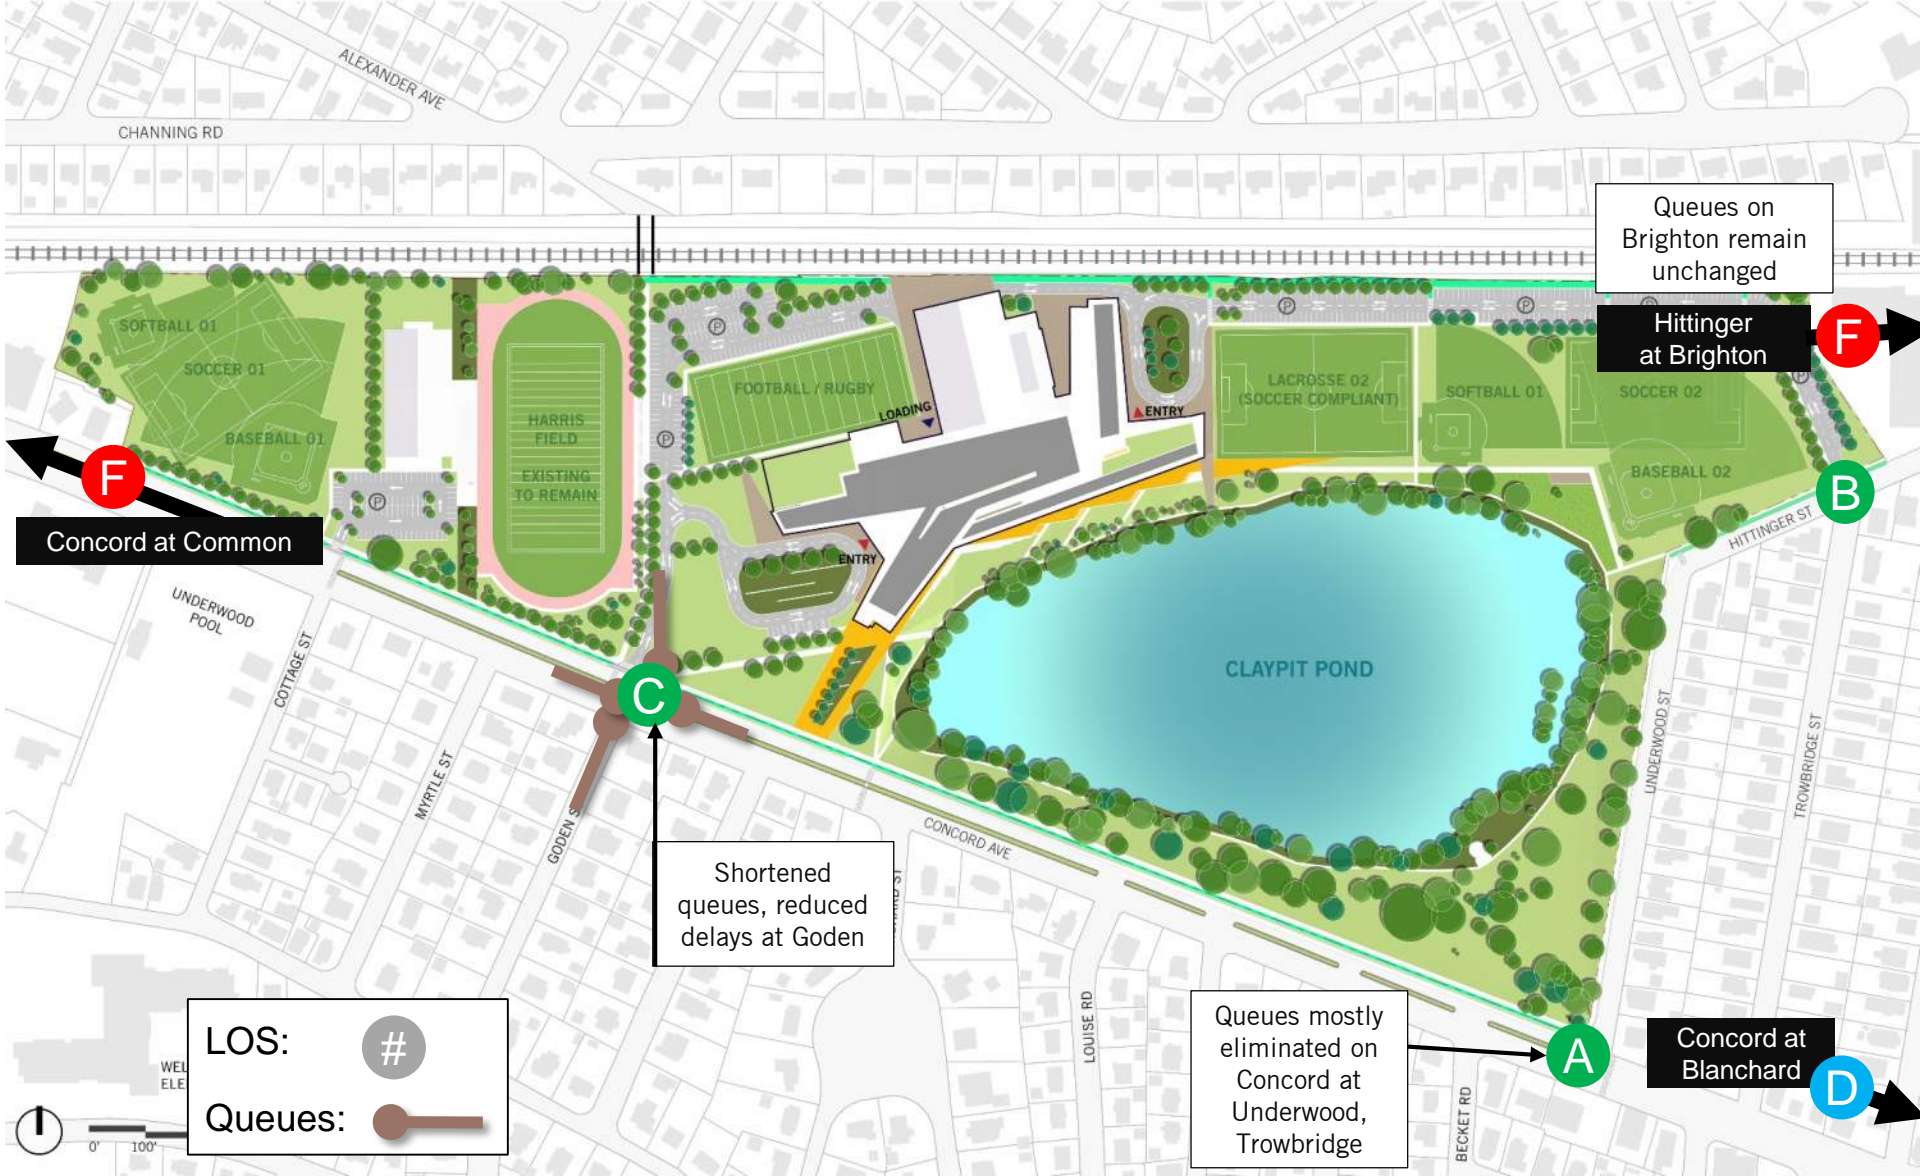 ALEXANDER AVE
CHANNING RD
Queues on
Brighton remain
unchanged
Hittinger
at Brighton
F
SOFTBALL 01
SOCCER 01
BASEBALL 01
HARRIS
FIELD
EXISTING
TO REMAIN
P
P
P
FOOTBALL / RUGBY
LOADING
ENTRY
ENTRY
P
P
P
P
LACROSSE 02
(SOCCER COMPLIANT)
SOFTBALL 01
SOCCER 02
BASEBALL 02
F
Concord at Common
B
HITTINGER ST
UNDERWOOD
POOL
COTTAGE ST
MYRTLE ST
GODEN S
C
CLAYPIT POND
UNDERWOOD ST
TROWBRIDGE ST
CONCORD AVE
Shortened
queues, reduced
delays at Goden
ST
LOUISE RD
BECKET RD
Queues mostly
eliminated on
Concord at
Underwood,
Trowbridge
A
Concord at
Blanchard
D
LOS:
#
Queues:
WEL
ELE
0'
100'